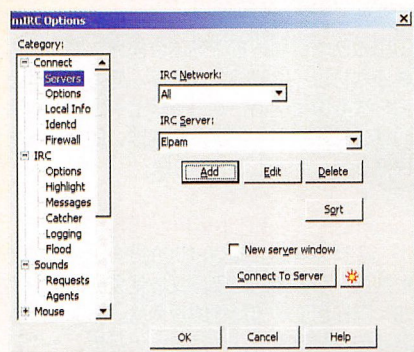 mIRC Options
Category:
Connect
Servers
Options
Local Info
Identd
Firewall
IRC
Options
Highlight
Messages
Catcher
Logging
Flood
Sounds
Requests
Agents
Mouse
IRC Network:
All
IRC Server:
Elpam
Add Edit Delete
Sort
New server window
Connect To Server
OK Cancel Help